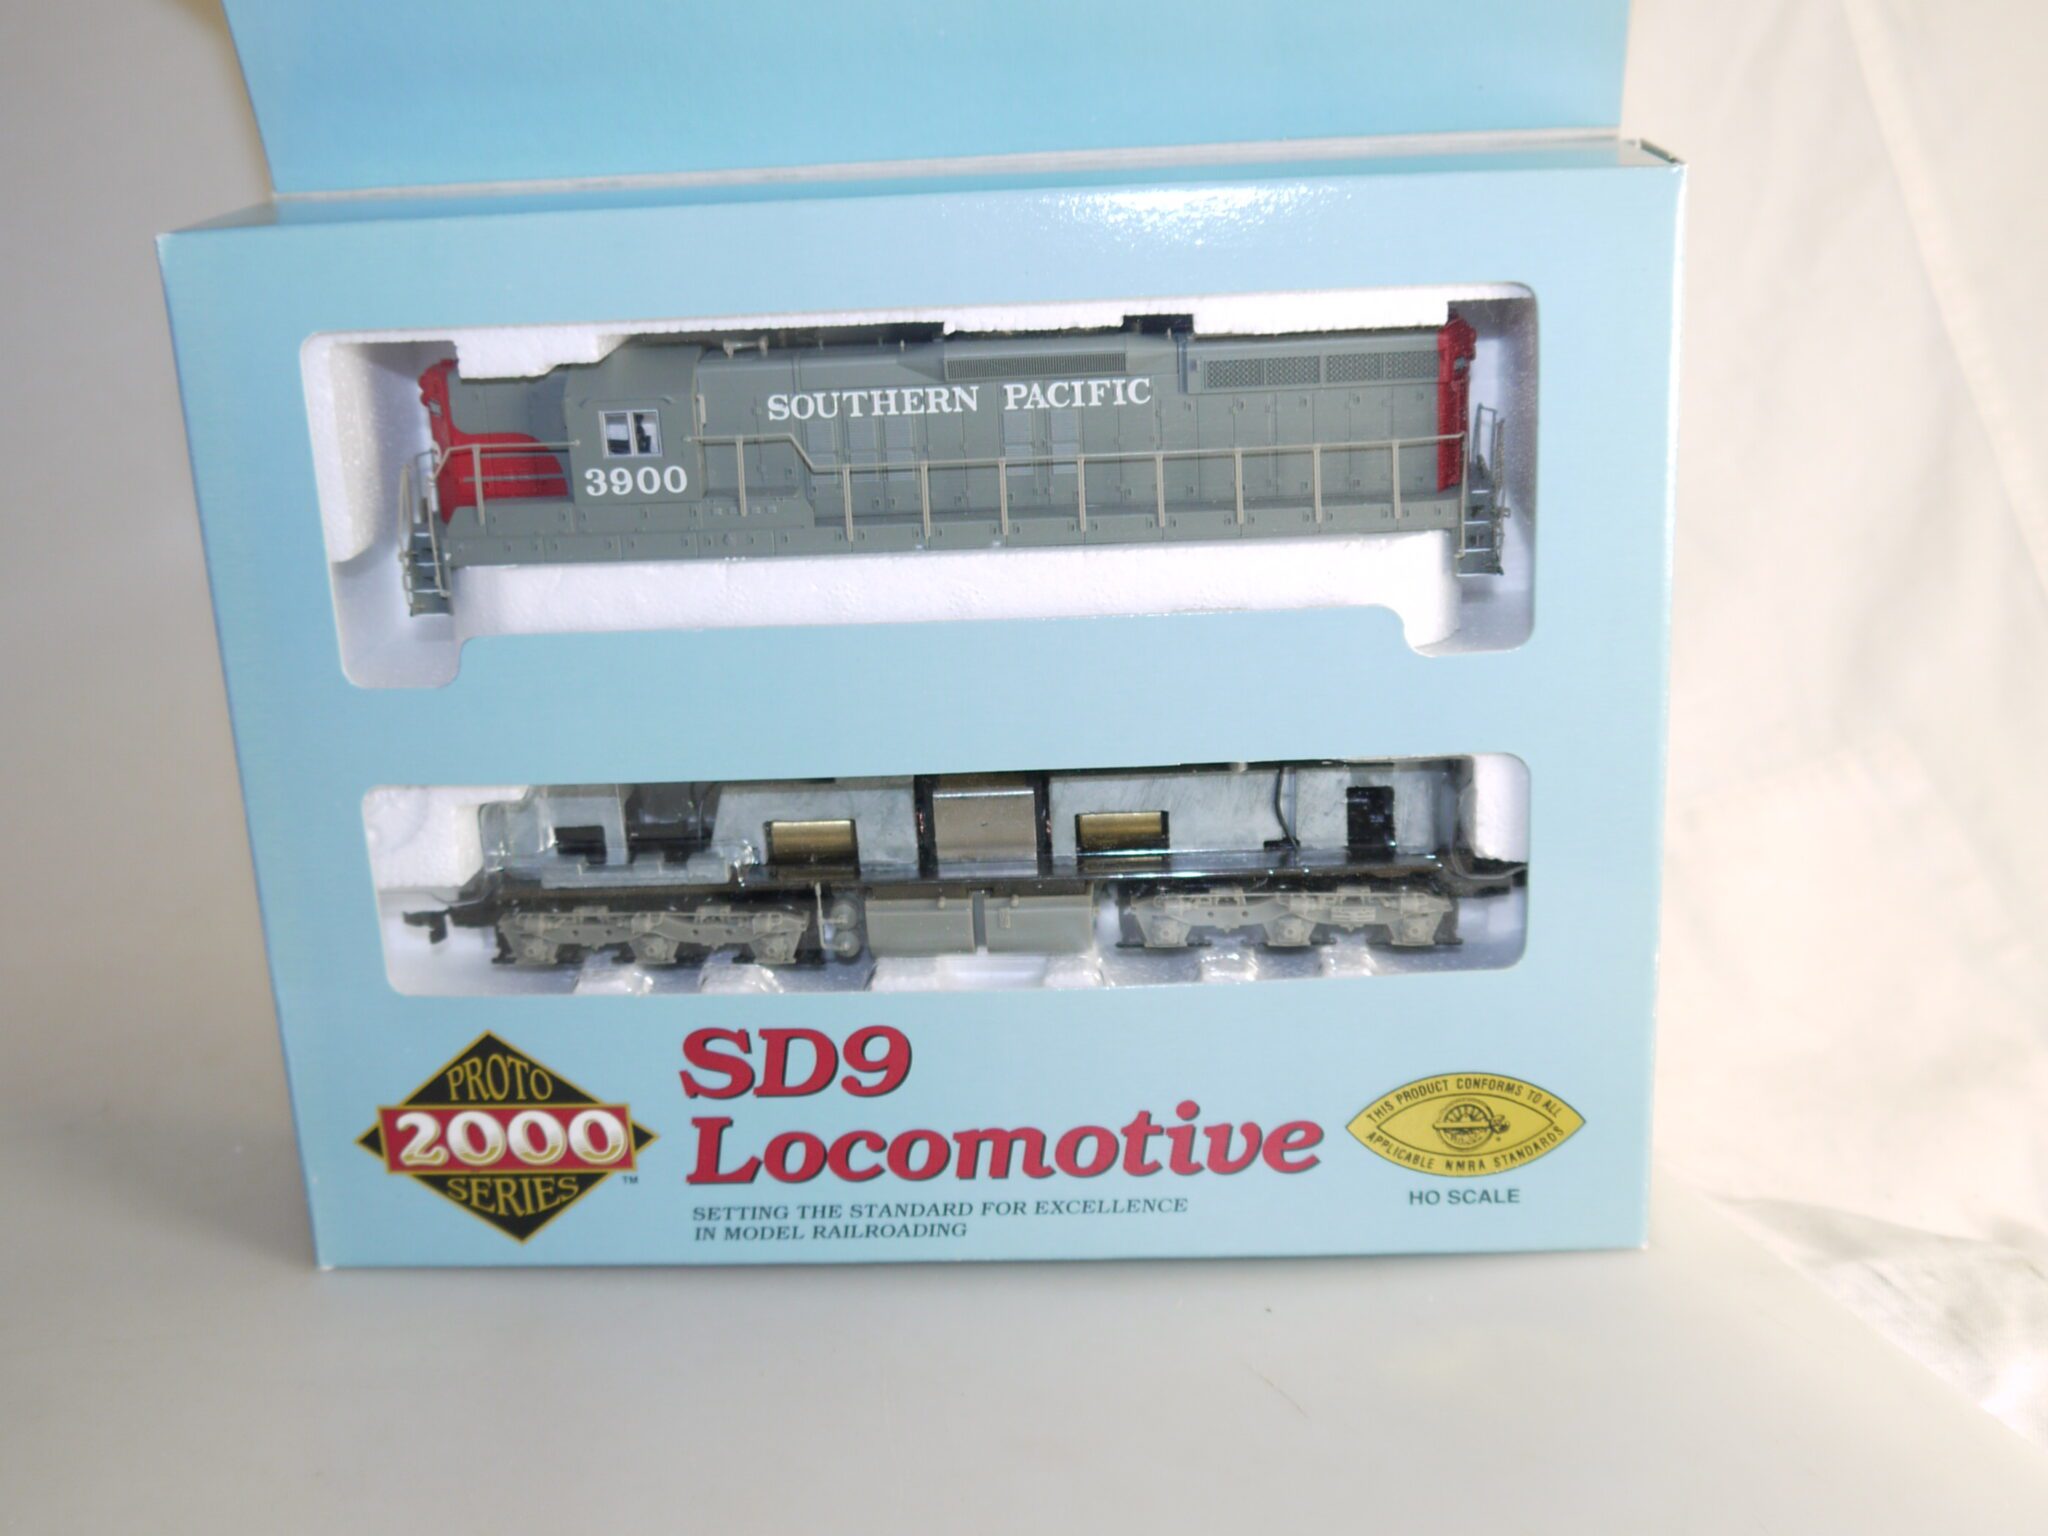 SOUTHERN PACIFIC
3900
PROTO
2000
SERIES
™
SD9
Locomotive
SETTING THE STANDARD FOR EXCELLENCE
IN MODEL RAILROADING
THIS PRODUCT CONFORMS TO ALL
APPLICABLE NMRA STANDARDS
HO SCALE